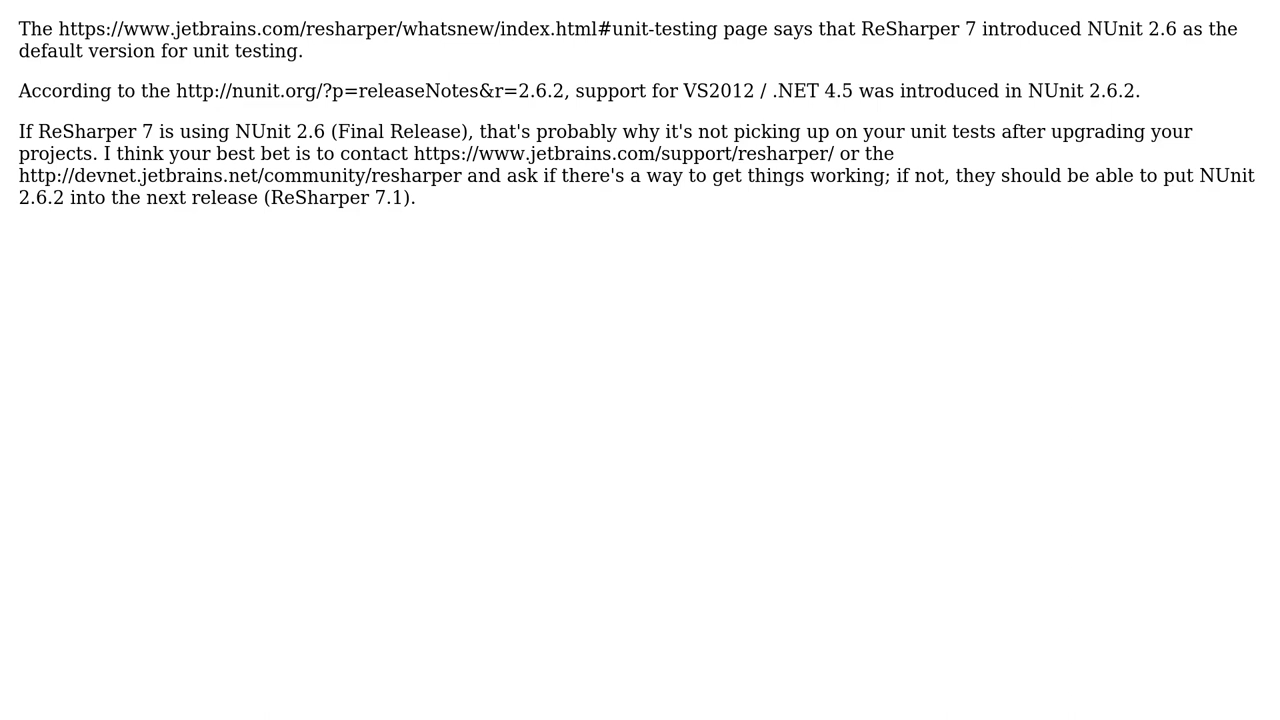 The https://www.jetbrains.com/resharper/whatsnew/index.html#unit-testing page says that ReSharper 7 introduced NUnit 2.6 as the
default version for unit testing.
According to the http://nunit.org/?p=releaseNotes&r=2.6.2, support for VS2012 / .NET 4.5 was introduced in NUnit 2.6.2.
If ReSharper 7 is using NUnit 2.6 (Final Release), that's probably why it's not picking up on your unit tests after upgrading your
projects. I think your best bet is to contact https://www.jetbrains.com/support/resharper/ or the
http://devnet.jetbrains.net/community/resharper and ask if there's a way to get things working; if not, they should be able to put NUnit
2.6.2 into the next release (ReSharper 7.1).